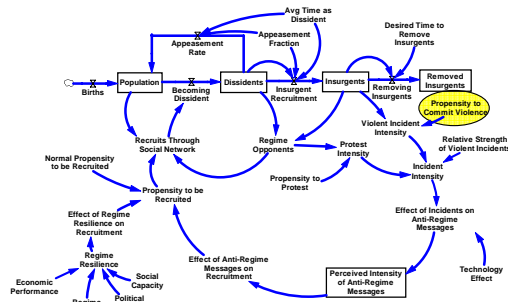 Avg Time as
Dissident
Appeasement
Rate
Appeasement
Fraction
Desired Time to
Remove
Insurgents
Births
Population
Becoming
Dissident
Dissidents
Insurgent
Recruitment
Insurgents
Removing
Insurgents
Removed
Insurgents
Propensity to
Commit Violence
Violent Incident
Intensity
Recruits Through
Social Network
Regime
Opponents
Protest
Intensity
Relative Strength
of Violent Incidents
Normal Propensity
to be Recruited
Incident
Intensity
Propensity to be
Recruited
Propensity to
Protest
Effect of Regime
Resilience on
Recruitment
Effect of Incidents on
Anti-Regime
Messages
Regime
Resilience
Effect of Anti-Regime
Messages on
Recruitment
Technology
Effect
Economic
Performance
Social
Capacity
Perceived Intensity
of Anti-Regime
Messages
Regime
Political